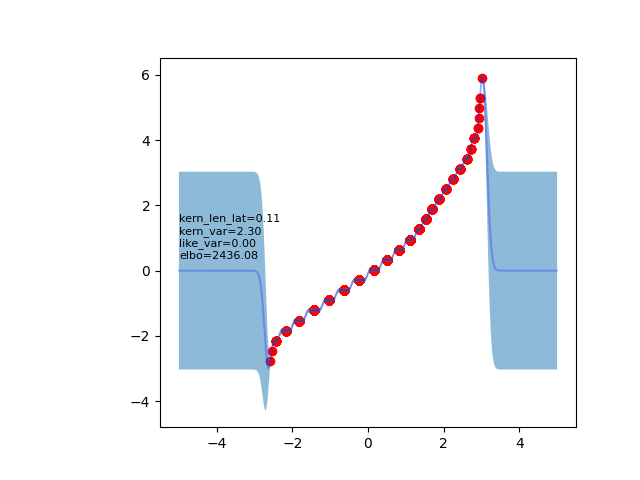 6
4
2
0
−2
−4
kern_len_lat=0.11
kern_var=2.30
like_var=0.00
elbo=2436.08
−4
−2
0
2
4